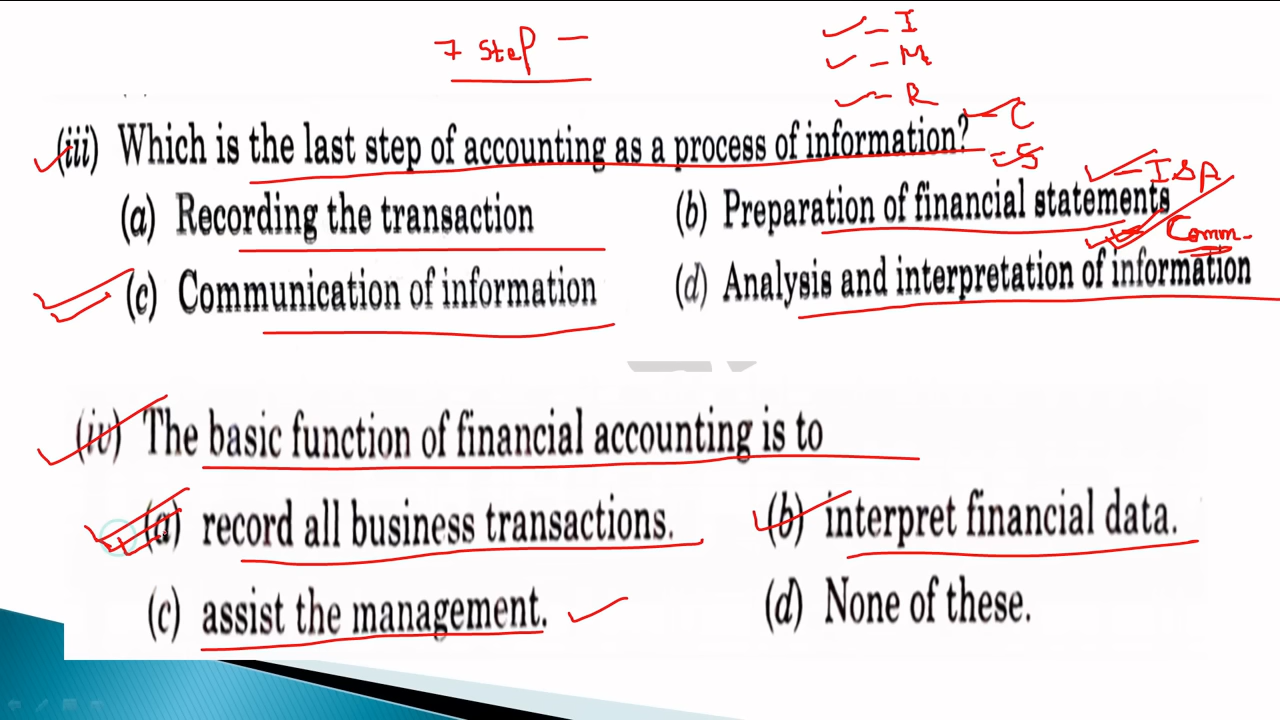 7 Step –
– I
– M
– R
– C
(iii) Which is the last step of accounting as a process of information?
– S
– I & A
(a) Recording the transaction (b) Preparation of financial statements
Comm.
(c) Communication of information (d) Analysis and interpretation of information
(iv) The basic function of financial accounting is to
(a) record all business transactions. (b) interpret financial data.
(c) assist the management. (d) None of these.